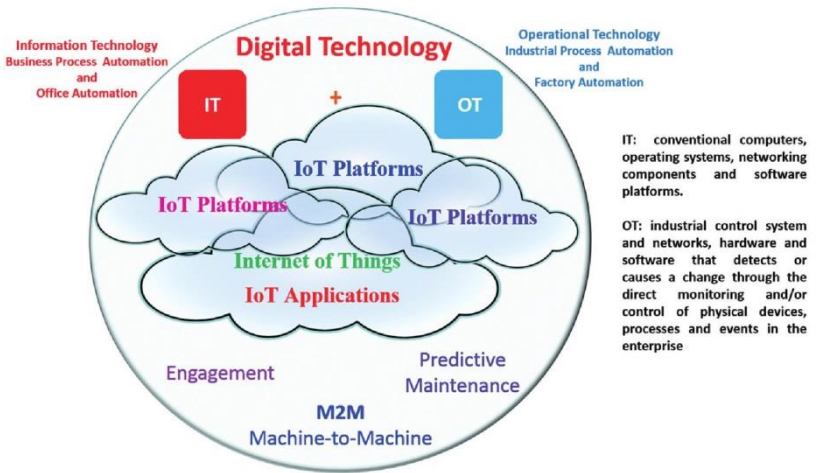 Digital Technology
Information Technology
Business Process Automation
and
Office Automation
Operational Technology
Industrial Process Automation
and
Factory Automation
IT
+
OT
IoT Platforms
IoT Platforms
IoT Platforms
Internet of Things
IoT Applications
Engagement
Predictive
Maintenance
M2M
Machine-to-Machine
IT: conventional computers,
operating systems, networking
components and software
platforms.
OT: industrial control system
and networks, hardware and
software that detects or
causes a change through the
direct monitoring and/or
control of physical devices,
processes and events in the
enterprise